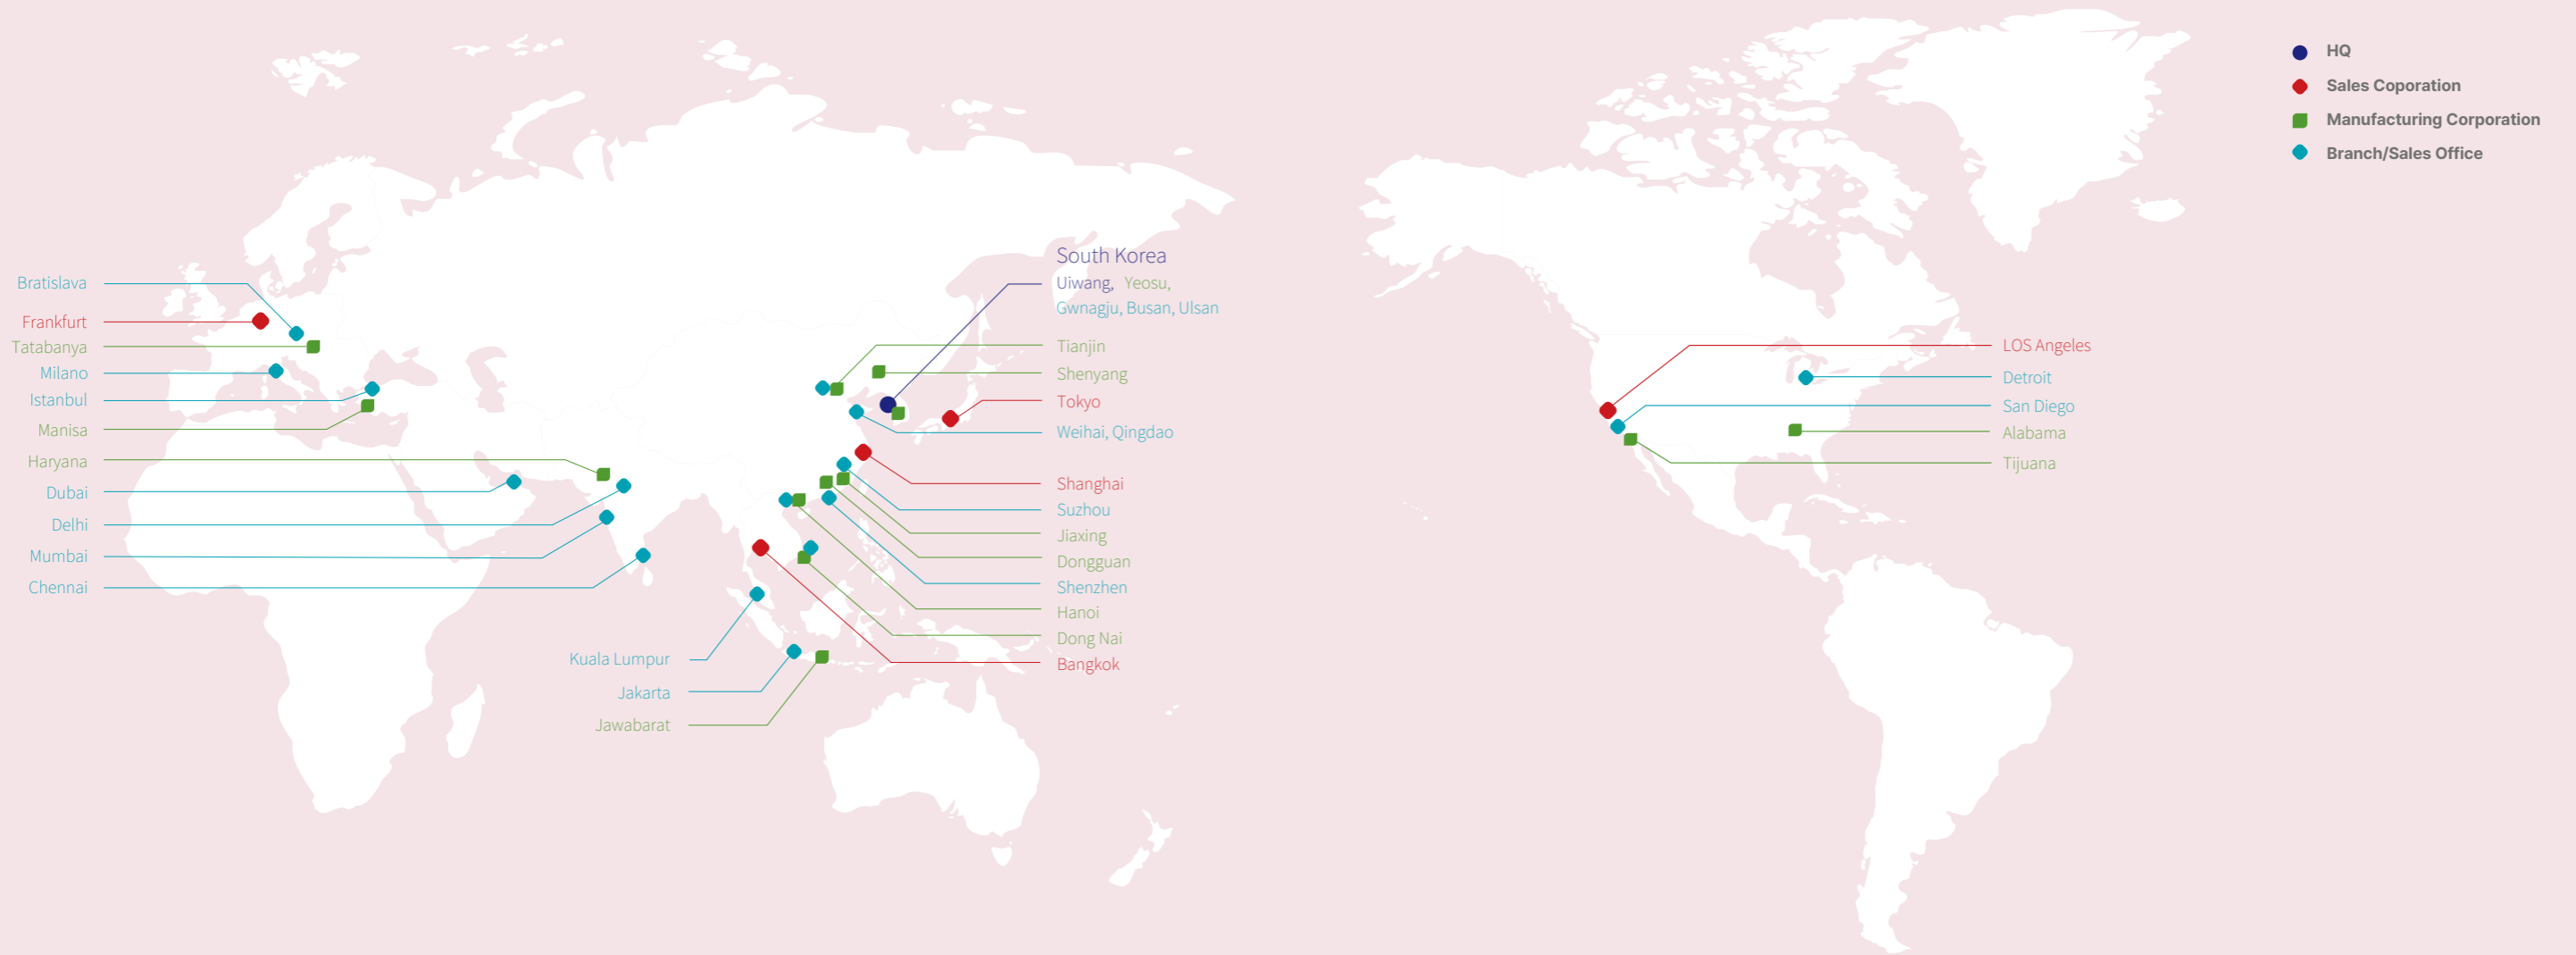 HQ
Sales Coporation
Manufacturing Corporation
Branch/Sales Office
Bratislava
Frankfurt
Tatabanya
Milano
Istanbul
Manisa
Haryana
Dubai
Delhi
Mumbai
Chennai
Kuala Lumpur
Jakarta
Jawabarat
South Korea
Uiwang, Yeosu,
Gwnagju, Busan, Ulsan
Tianjin
Shenyang
Tokyo
Weihai, Qingdao
Shanghai
Suzhou
Jiaxing
Dongguan
Shenzhen
Hanoi
Dong Nai
Bangkok
LOS Angeles
Detroit
San Diego
Alabama
Tijuana